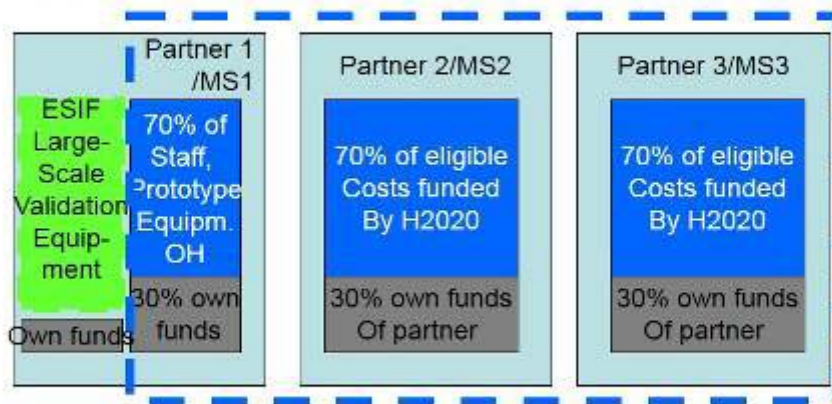 Partner 1
/MS1
ESIF
Large-
Scale
Validation
Equip-
ment
Own funds
70% of
Staff,
Prototype
Equipm.
OH
30% own
funds
Partner 2/MS2
70% of eligible
Costs funded
By H2020
30% own funds
Of partner
Partner 3/MS3
70% of eligible
Costs funded
By H2020
30% own funds
Of partner